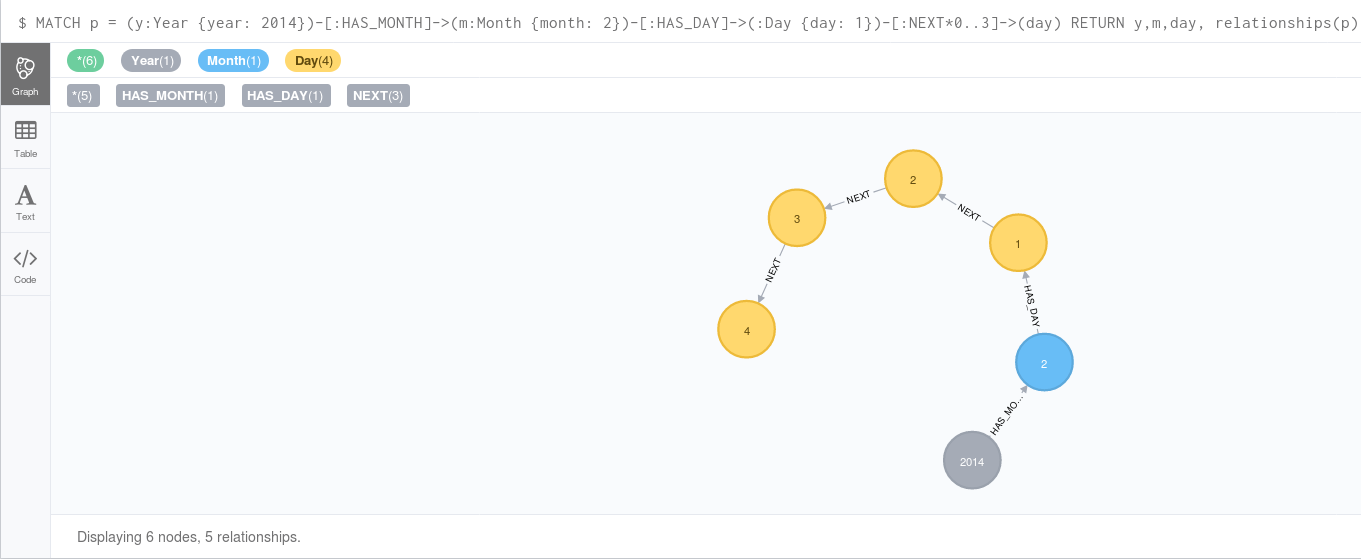 $ MATCH p = (y:Year {year: 2014})-[:HAS_MONTH]->(m:Month {month: 2})-[:HAS_DAY]->(:Day {day: 1})-[:NEXT*0..3]->(day) RETURN y,m,day, relationships(p)
Graph
*(6) Year(1) Month(1) Day(4)
*(5) HAS_MONTH(1) HAS_DAY(1) NEXT(3)
Table
A
Text
</>
Code
2
NEXT
3
NEXT
1
NEXT
HAS_DAY
4
2
HAS_MO...
2014
Displaying 6 nodes, 5 relationships.